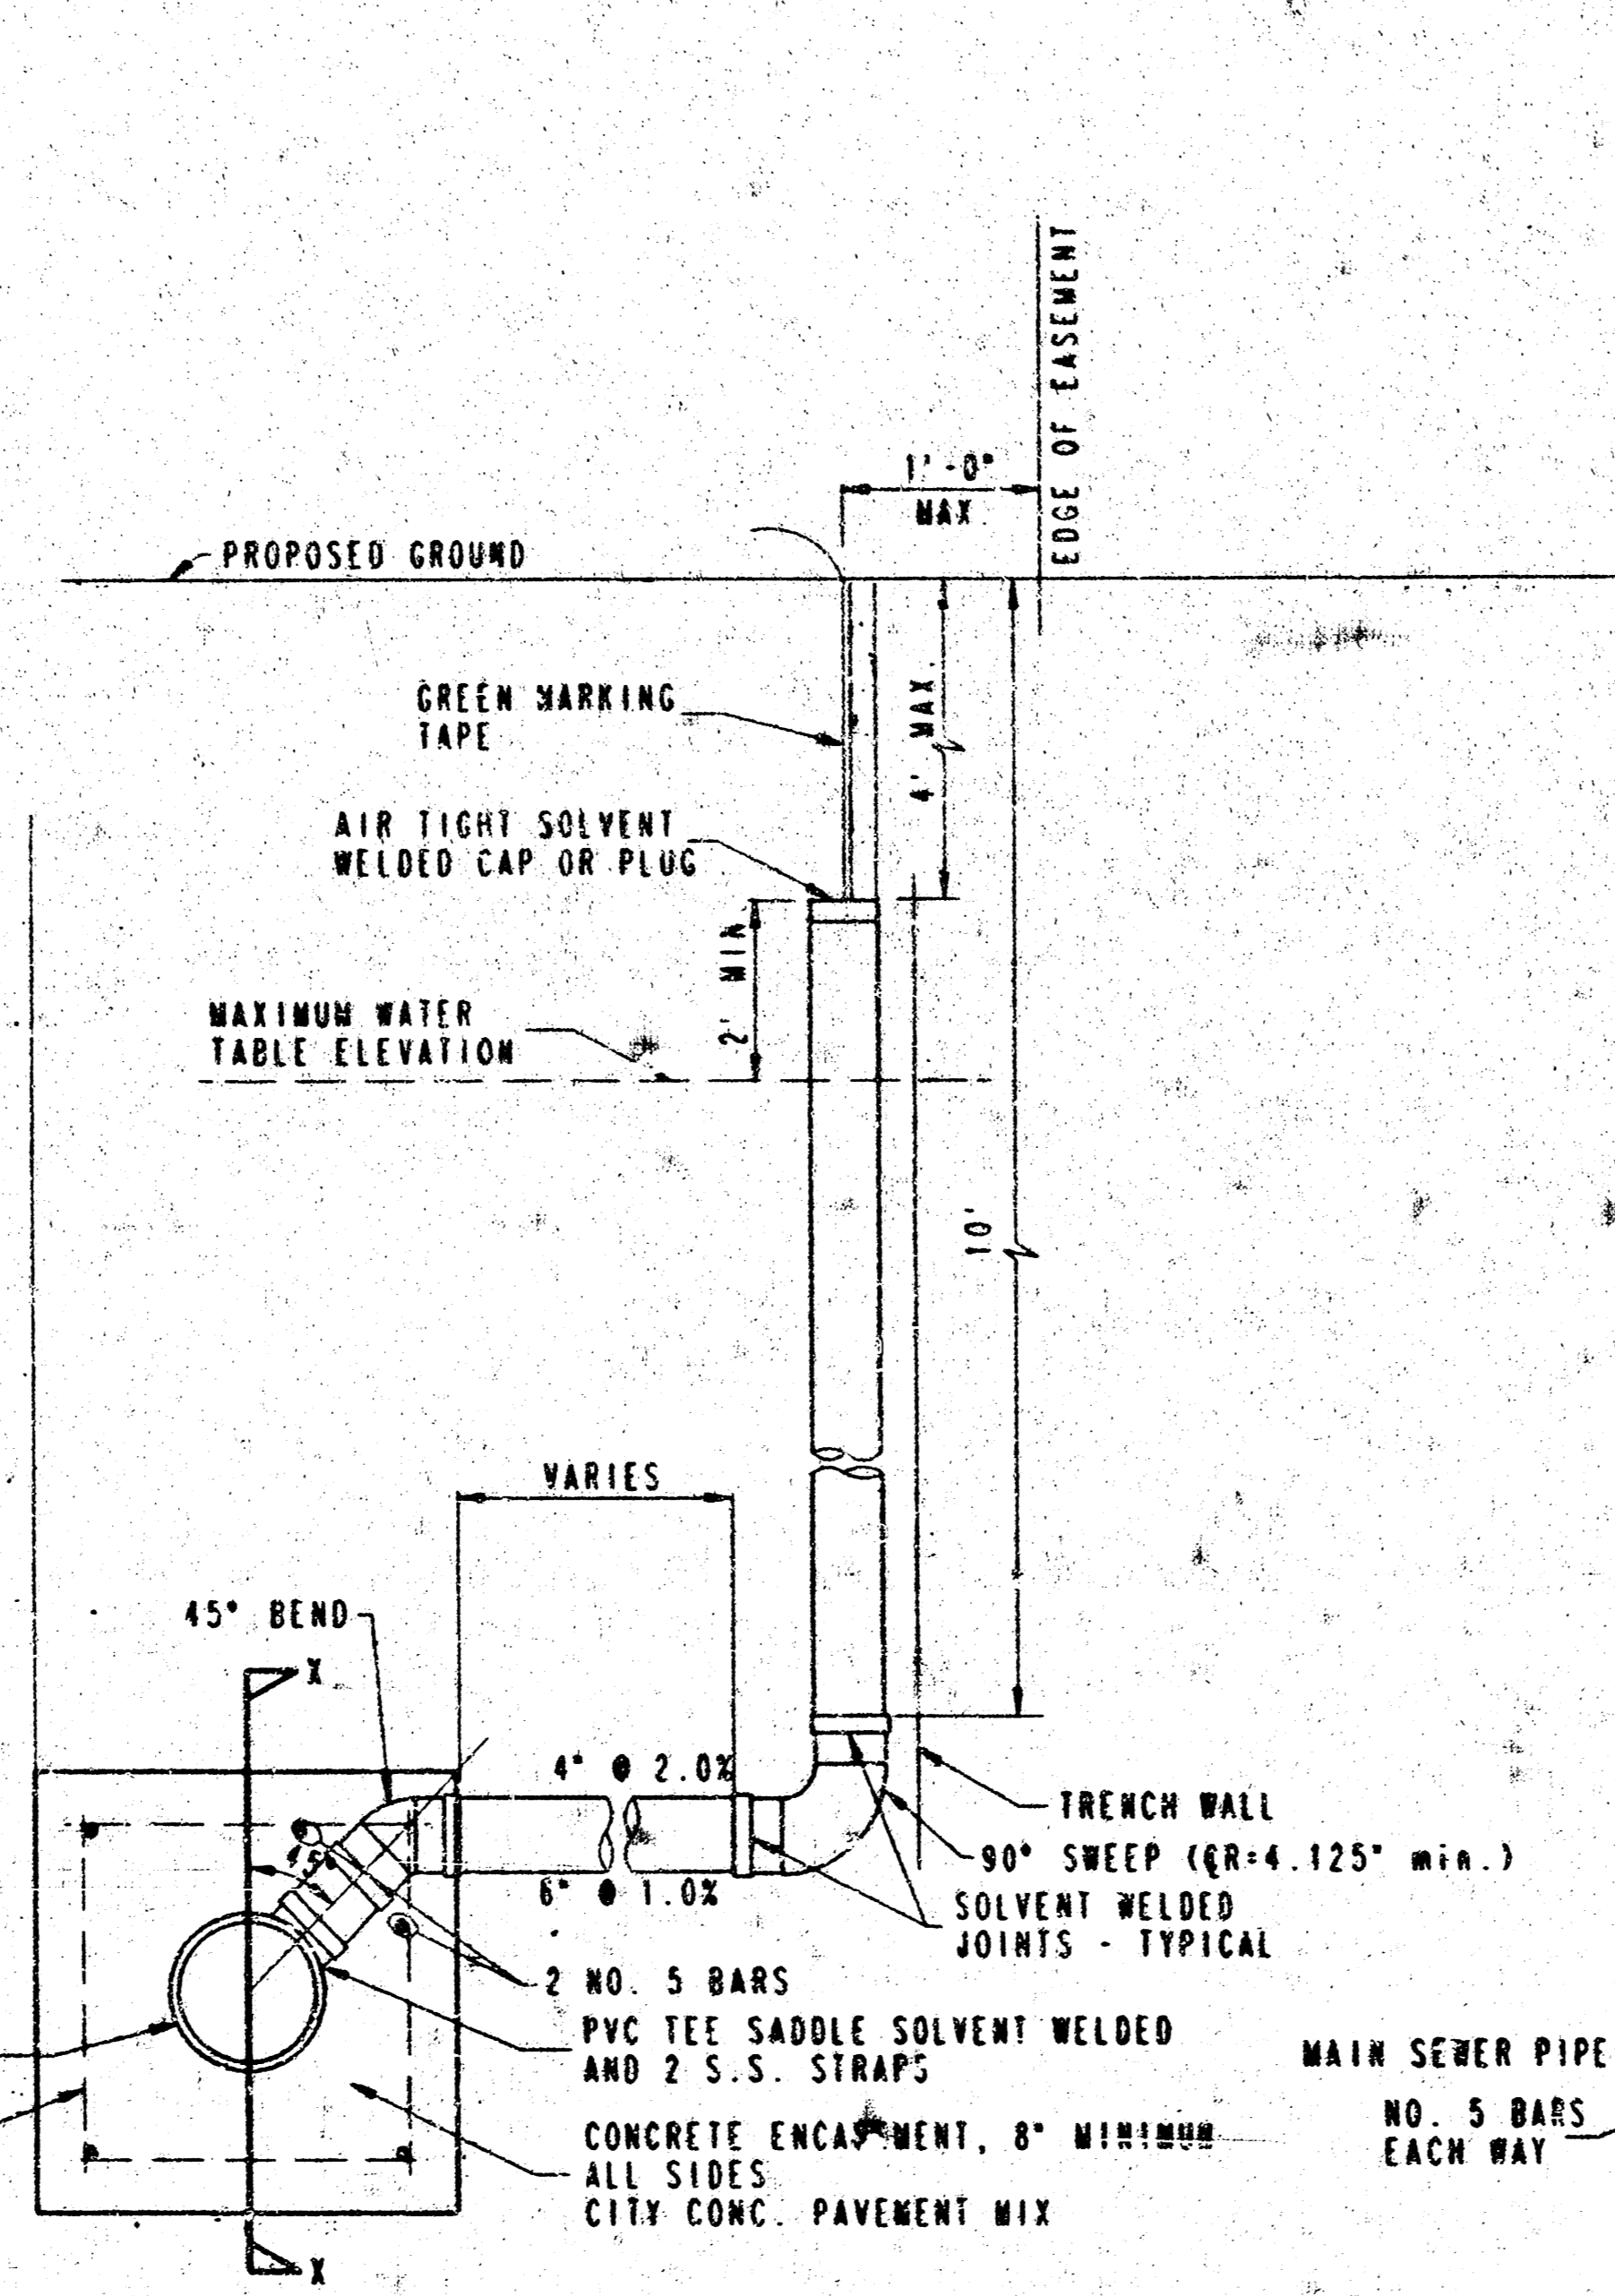 EDGE OF EASEMENT
1'-0"
MAX.
PROPOSED GROUND
GREEN MARKING
TAPE
4' MAX.
AIR TIGHT SOLVENT
WELDED CAP OR PLUG
2' MIN
MAXIMUM WATER
TABLE ELEVATION
10'
VARIES
45° BEND
X
4" @ 2.0%
TRENCH WALL
45°
90° SWEEP (℄R=4.125" min.)
6" @ 1.0%
SOLVENT WELDED
JOINTS - TYPICAL
2 NO. 5 BARS
PVC TEE SADDLE SOLVENT WELDED
AND 2 S.S. STRAPS
MAIN SEWER PIPE
CONCRETE ENCASEMENT, 8" MINIMUM
ALL SIDES
CITY CONC. PAVEMENT MIX
NO. 5 BARS
EACH WAY
X